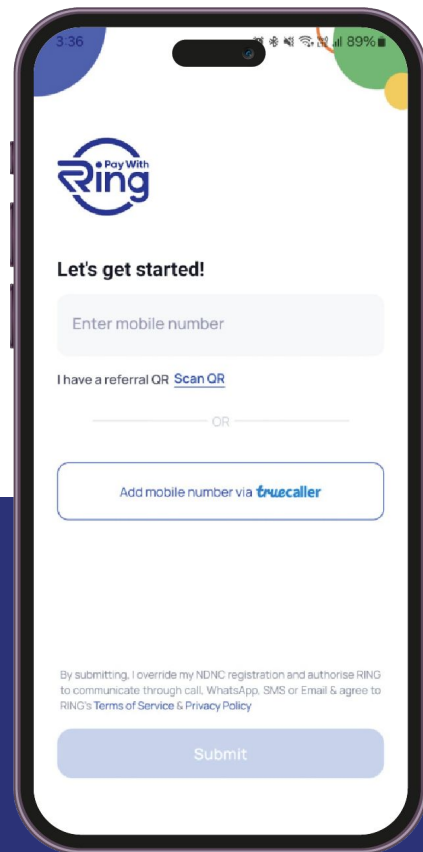 3:36
89%
Pay With
Ring
Let's get started!
Enter mobile number
I have a referral QR Scan QR
OR
Add mobile number via truecaller
By submitting, I override my NDNC registration and authorise RING
to communicate through call, WhatsApp, SMS or Email & agree to
RING's Terms of Service & Privacy Policy
Submit